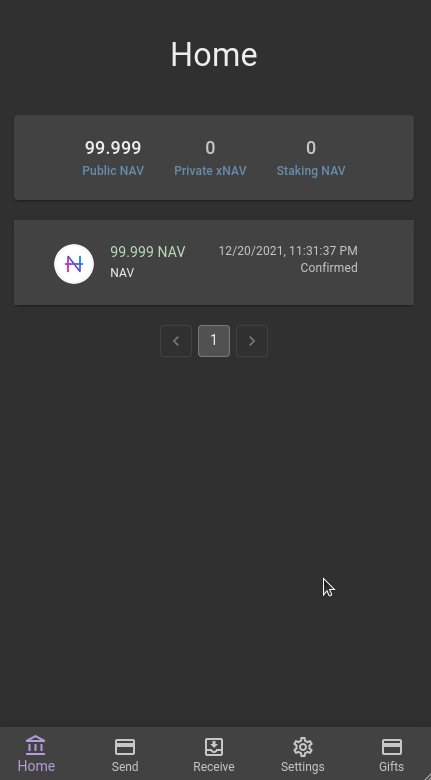 Home
99.999 0 0
Public NAV Private xNAV Staking NAV
99.999 NAV 12/20/2021, 11:31:37 PM
NAV Confirmed
1
Home Send Receive Settings Gifts